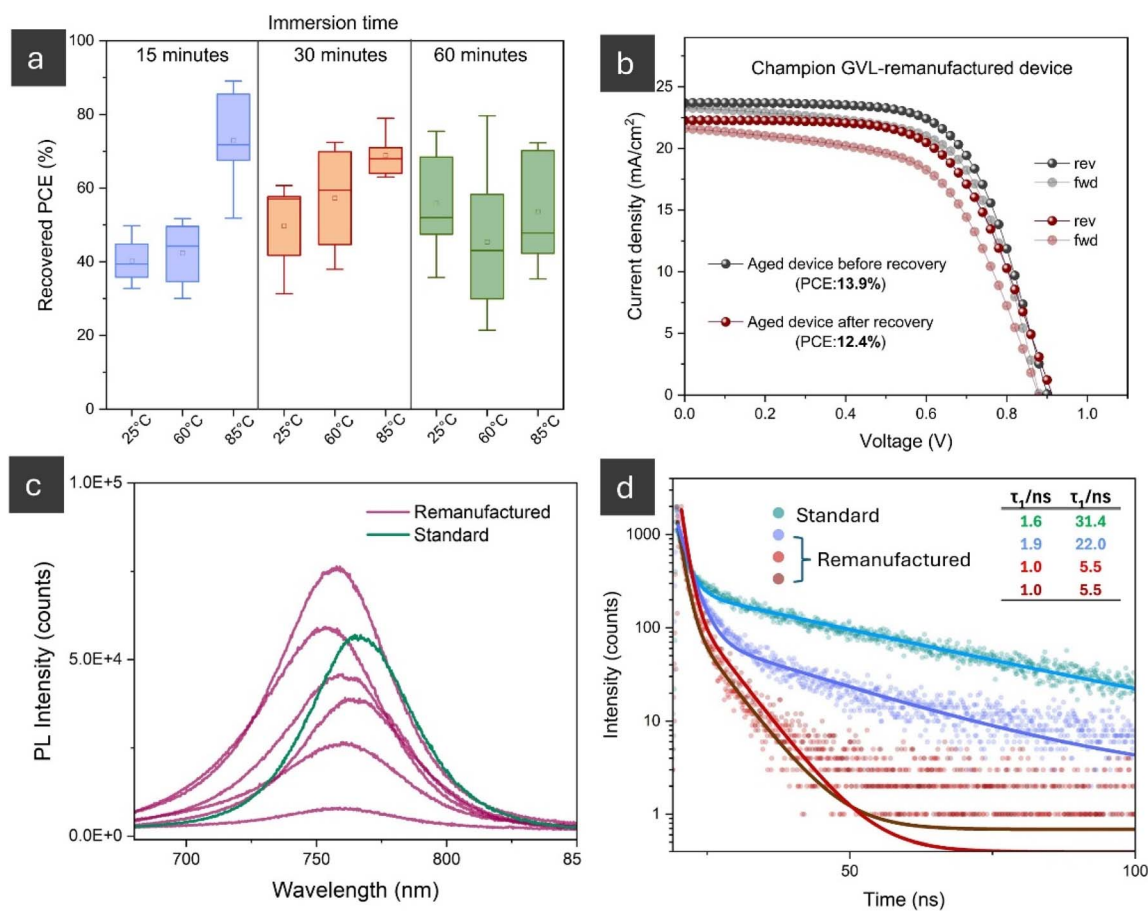 a
Immersion time
15 minutes
30 minutes
60 minutes
Recovered PCE (%)
100
80
60
40
20
0
25°C
60°C
85°C
25°C
60°C
85°C
25°C
60°C
85°C
b
Champion GVL-remanufactured device
Current density (mA/cm²)
25
20
15
10
5
0
rev
fwd
rev
fwd
Aged device before recovery
(PCE:13.9%)
Aged device after recovery
(PCE:12.4%)
0.0
0.2
0.4
0.6
0.8
1.0
Voltage (V)
c
PL Intensity (counts)
1.0E+5
5.0E+4
0.0E+0
Remanufactured
Standard
700
750
800
85
Wavelength (nm)
d
Intensity (counts)
1000
100
10
1
Standard
Remanufactured
τ₁/ns τ₁/ns
1.6 31.4
1.9 22.0
1.0 5.5
1.0 5.5
50
100
Time (ns)